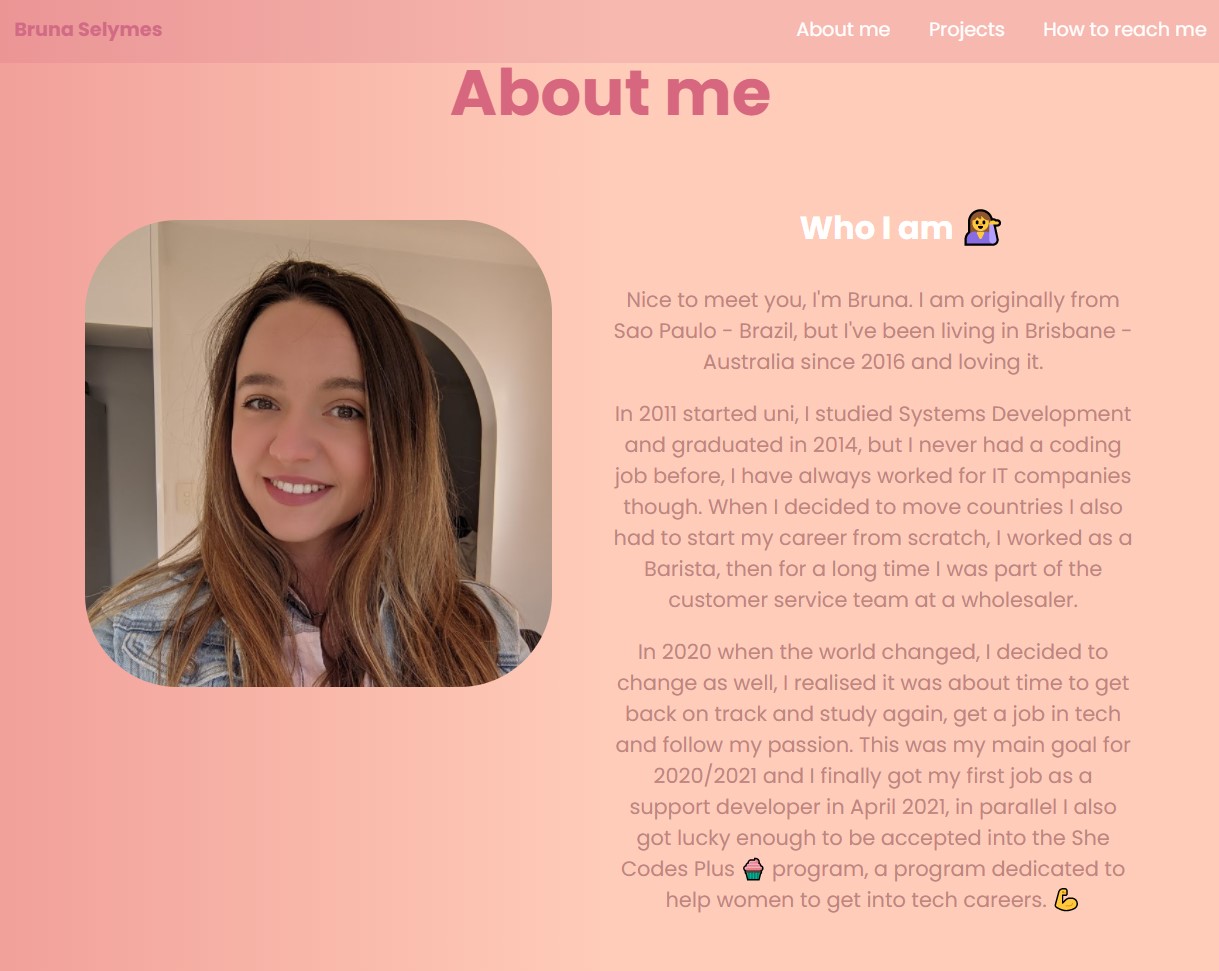 Bruna Selymes
About me Projects How to reach me
About me
Who I am 💁‍♀️
Nice to meet you, I'm Bruna. I am originally from
Sao Paulo - Brazil, but I've been living in Brisbane -
Australia since 2016 and loving it.
In 2011 started uni, I studied Systems Development
and graduated in 2014, but I never had a coding
job before, I have always worked for IT companies
though. When I decided to move countries I also
had to start my career from scratch, I worked as a
Barista, then for a long time I was part of the
customer service team at a wholesaler.
In 2020 when the world changed, I decided to
change as well, I realised it was about time to get
back on track and study again, get a job in tech
and follow my passion. This was my main goal for
2020/2021 and I finally got my first job as a
support developer in April 2021, in parallel I also
got lucky enough to be accepted into the She
Codes Plus 🧁 program, a program dedicated to
help women to get into tech careers. 💪